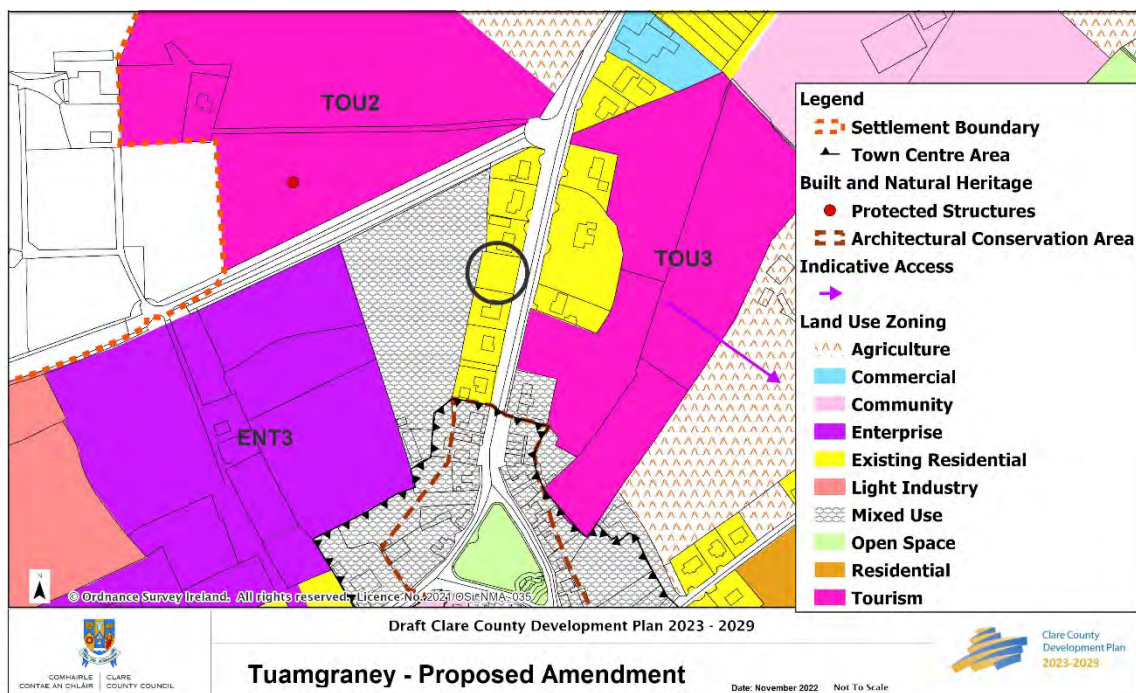 TOU2
TOU3
ENT3
Legend
Settlement Boundary
Town Centre Area
Built and Natural Heritage
Protected Structures
Architectural Conservation Area
Indicative Access
Land Use Zoning
Agriculture
Commercial
Community
Enterprise
Existing Residential
Light Industry
Mixed Use
Open Space
Residential
Tourism
N
© Ordnance Survey Ireland. All rights reserved. Licence No. 2021/OSi_NMA_035
Draft Clare County Development Plan 2023 - 2029
Tuamgraney - Proposed Amendment
Date: November 2022 Not To Scale
COMHAIRLE CLARE
CONTAE AN CHLÁIR COUNTY COUNCIL
Clare County
Development Plan
2023-2029